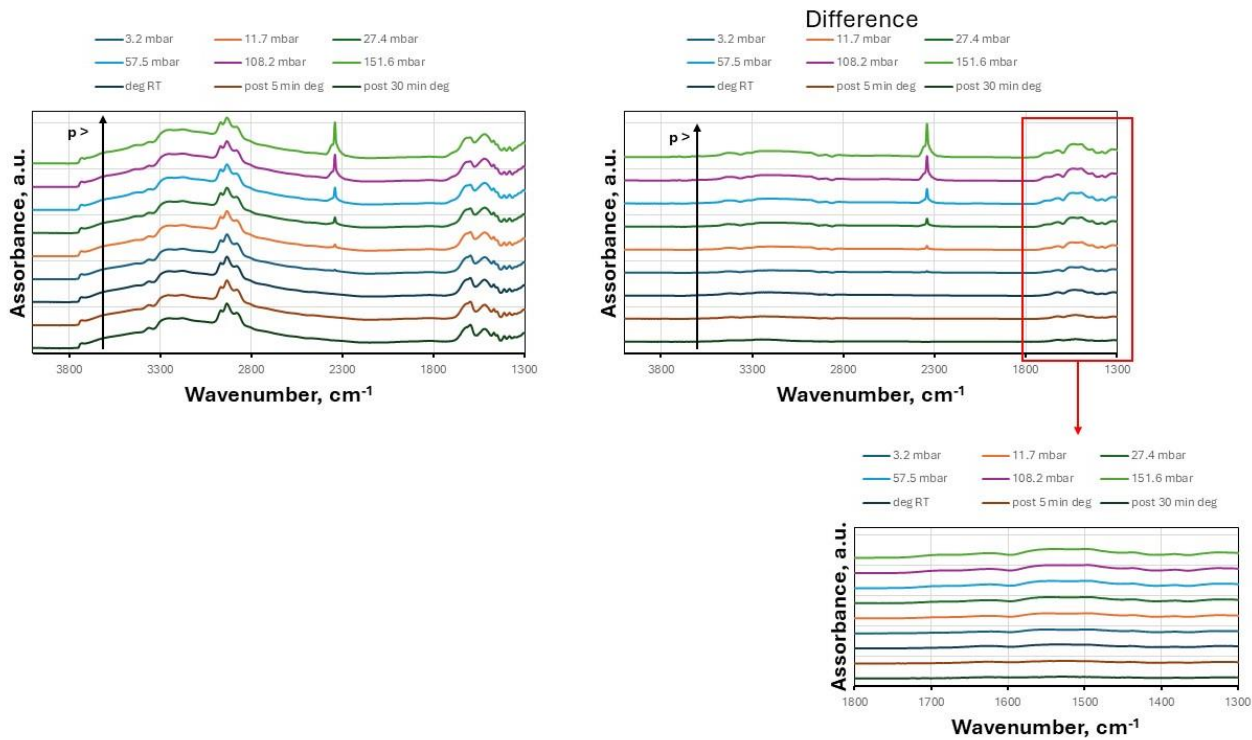 3.2 mbar 11.7 mbar 27.4 mbar
57.5 mbar 108.2 mbar 151.6 mbar
deg RT post 5 min deg post 30 min deg
p >
Assorbance, a.u.
3800 3300 2800 2300 1800 1300
Wavenumber, cm-1
Difference
3.2 mbar 11.7 mbar 27.4 mbar
57.5 mbar 108.2 mbar 151.6 mbar
deg RT post 5 min deg post 30 min deg
p >
Assorbance, a.u.
3800 3300 2800 2300 1800 1300
Wavenumber, cm-1
3.2 mbar 11.7 mbar 27.4 mbar
57.5 mbar 108.2 mbar 151.6 mbar
deg RT post 5 min deg post 30 min deg
Assorbance, a.u.
1800 1700 1600 1500 1400 1300
Wavenumber, cm-1